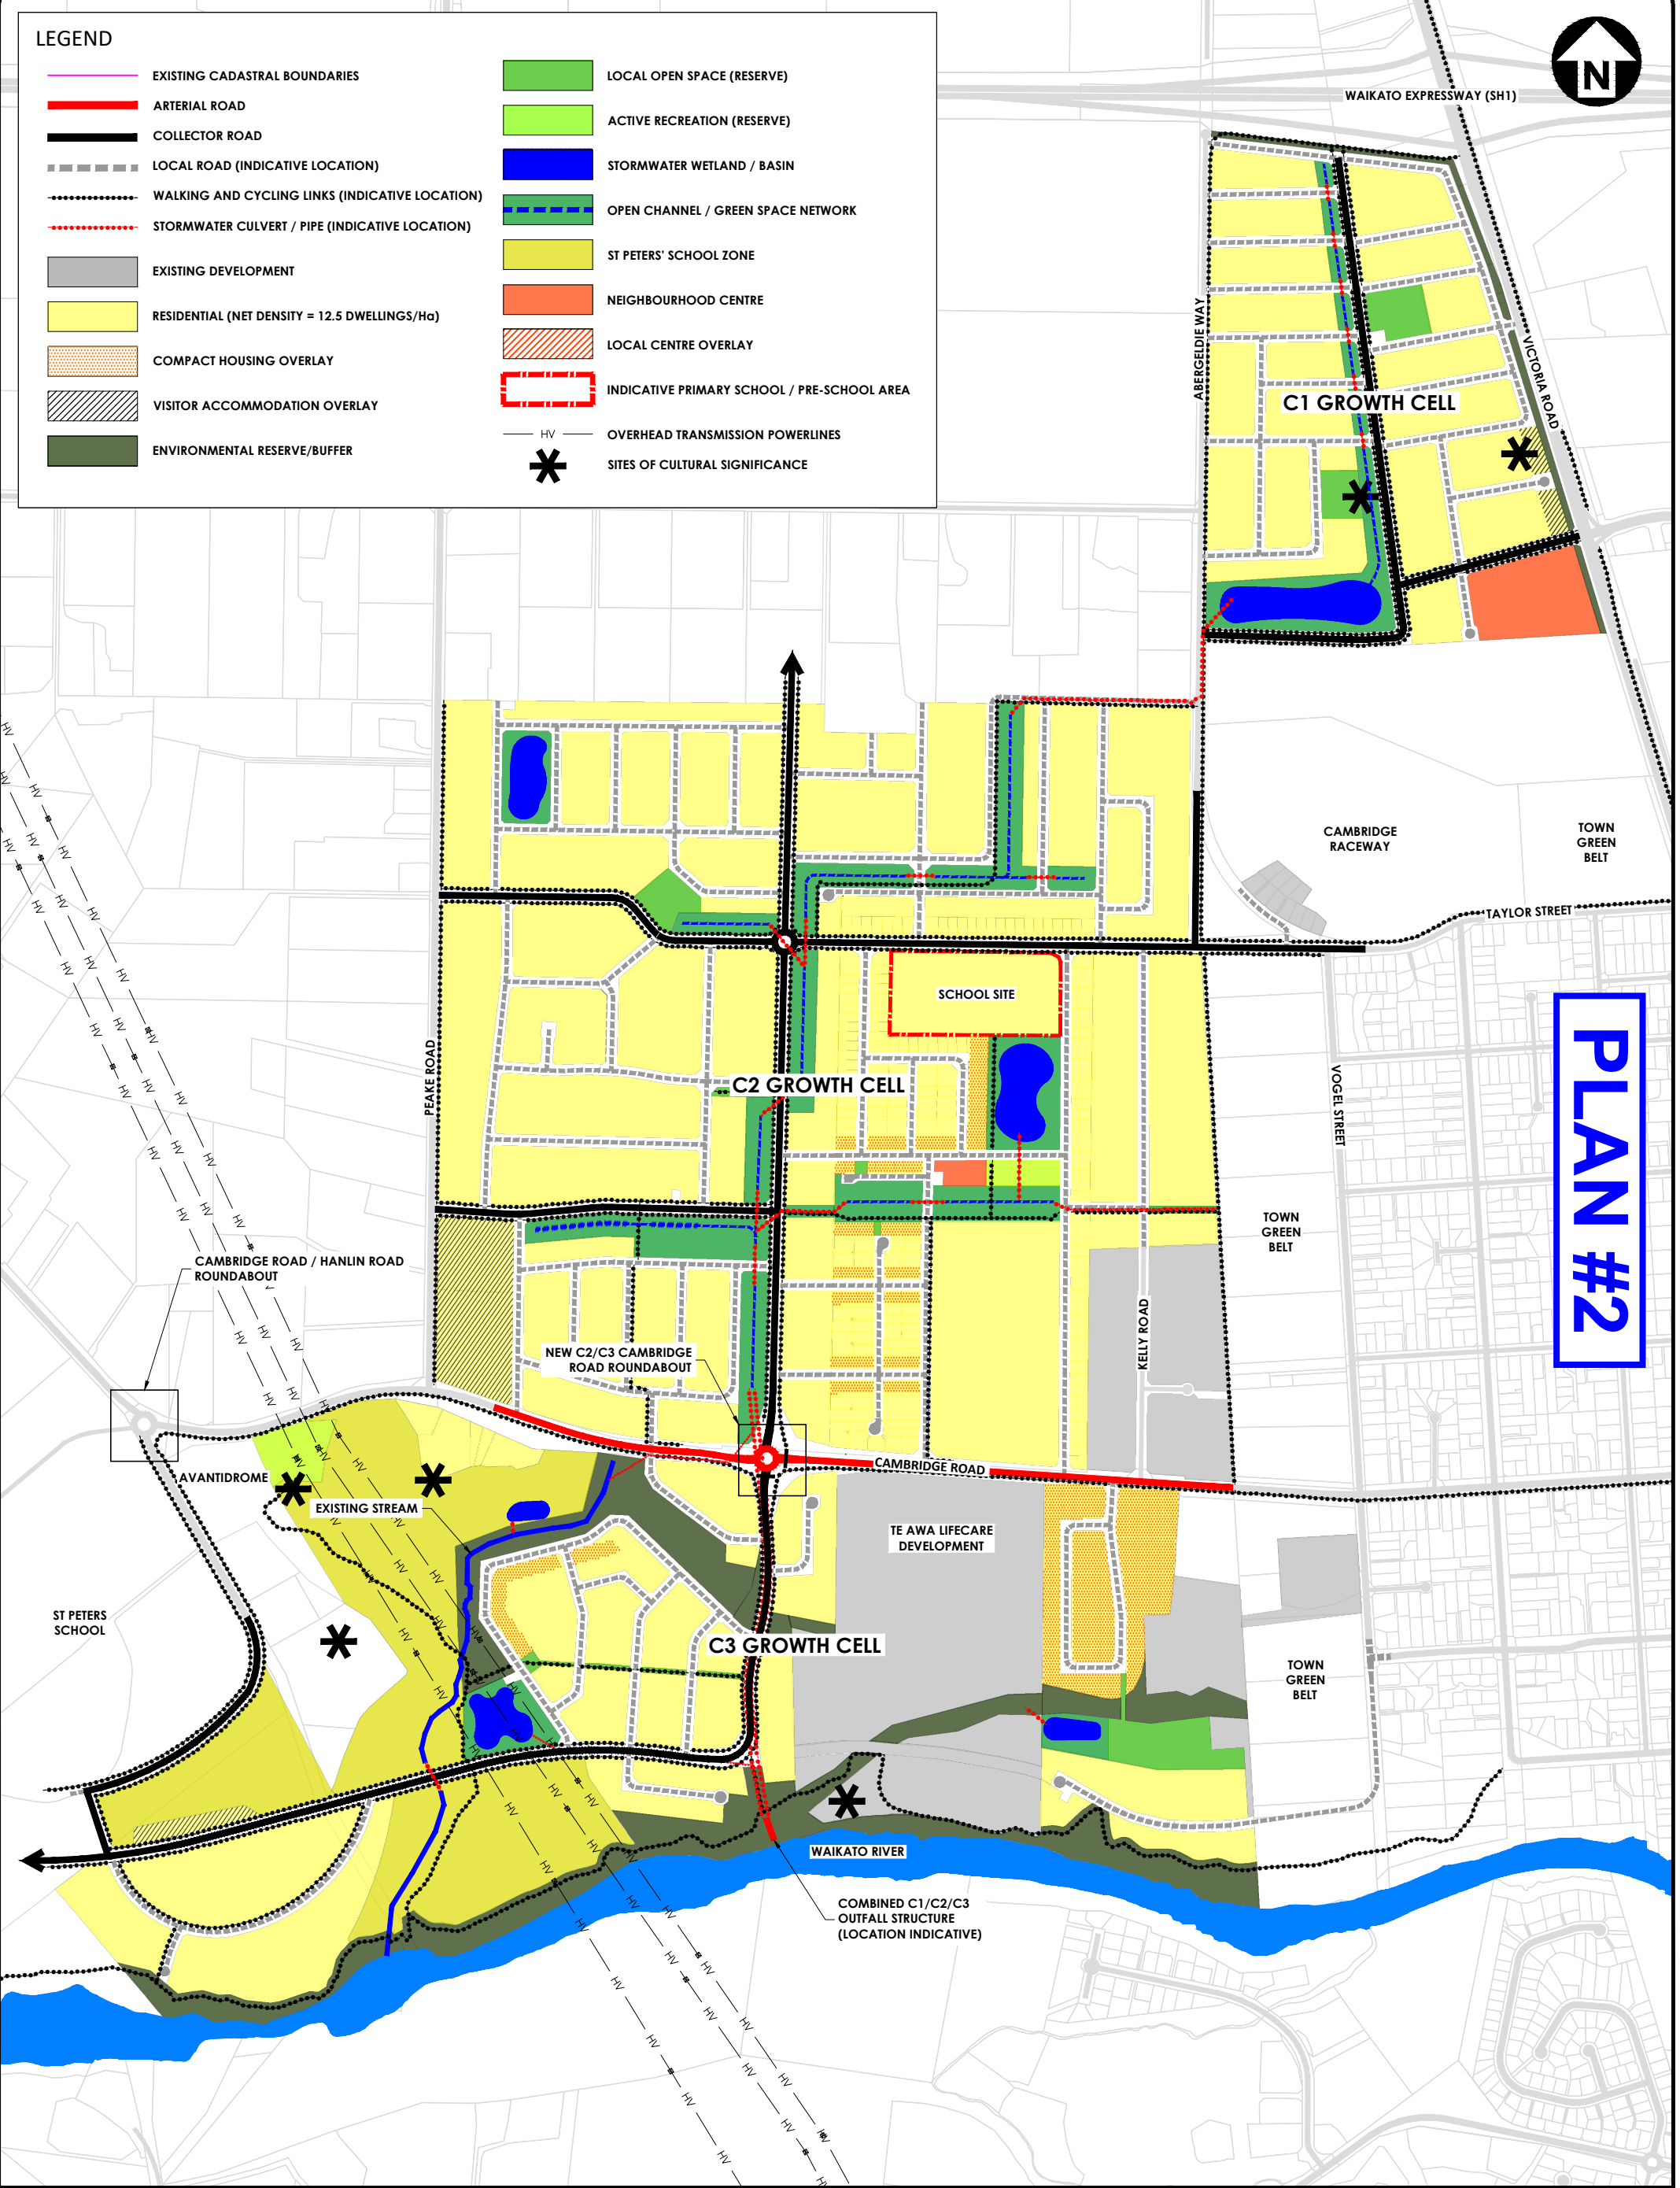 LEGEND
EXISTING CADASTRAL BOUNDARIES
ARTERIAL ROAD
COLLECTOR ROAD
LOCAL ROAD (INDICATIVE LOCATION)
WALKING AND CYCLING LINKS (INDICATIVE LOCATION)
STORMWATER CULVERT / PIPE (INDICATIVE LOCATION)
EXISTING DEVELOPMENT
RESIDENTIAL (NET DENSITY = 12.5 DWELLINGS/Ha)
COMPACT HOUSING OVERLAY
VISITOR ACCOMMODATION OVERLAY
ENVIRONMENTAL RESERVE/BUFFER
LOCAL OPEN SPACE (RESERVE)
ACTIVE RECREATION (RESERVE)
STORMWATER WETLAND / BASIN
OPEN CHANNEL / GREEN SPACE NETWORK
ST PETERS' SCHOOL ZONE
NEIGHBOURHOOD CENTRE
LOCAL CENTRE OVERLAY
INDICATIVE PRIMARY SCHOOL / PRE-SCHOOL AREA
HV
OVERHEAD TRANSMISSION POWERLINES
SITES OF CULTURAL SIGNIFICANCE
N
WAIKATO EXPRESSWAY (SH1)
ABERGELDIE WAY
VICTORIA ROAD
C1 GROWTH CELL
CAMBRIDGE
RACEWAY
TOWN
GREEN
BELT
TAYLOR STREET
SCHOOL SITE
PEAKE ROAD
C2 GROWTH CELL
VOGEL STREET
PLAN #2
TOWN
GREEN
BELT
CAMBRIDGE ROAD / HANLIN ROAD
ROUNDABOUT
KELLY ROAD
NEW C2/C3 CAMBRIDGE
ROAD ROUNDABOUT
CAMBRIDGE ROAD
AVANTIDROME
EXISTING STREAM
TE AWA LIFECARE
DEVELOPMENT
ST PETERS
SCHOOL
C3 GROWTH CELL
TOWN
GREEN
BELT
WAIKATO RIVER
COMBINED C1/C2/C3
OUTFALL STRUCTURE
(LOCATION INDICATIVE)